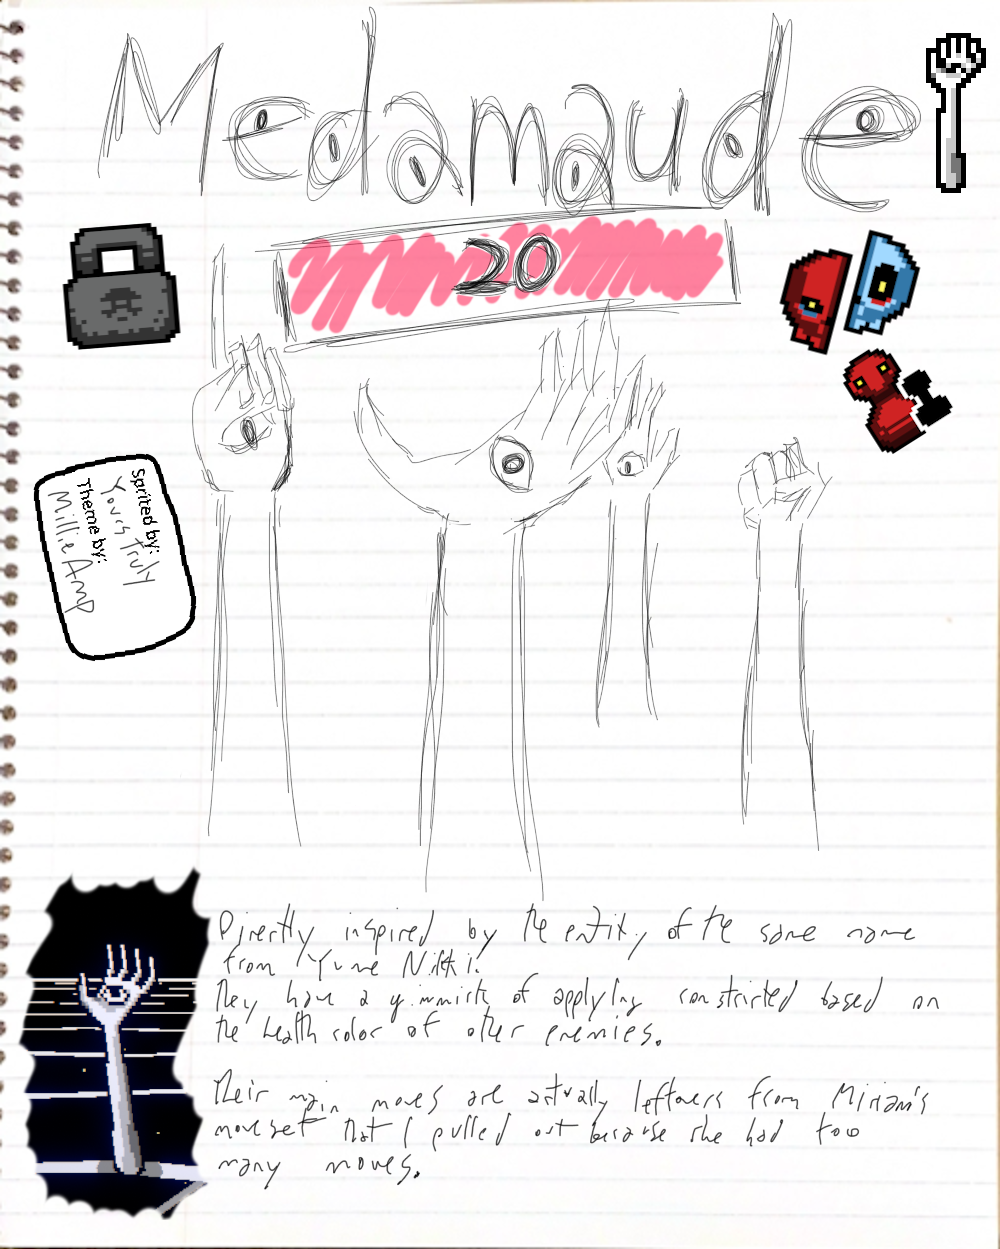 Medamaude
20
Sprited by:
Yours truly
Theme by:
Millie Amp
Directly inspired by the entity of the same name
from Yume Nikki.
They have a gimmick of applying constricted based on
the health color of other enemies.
Their main moves are actually leftovers from Miriam's
moveset that I pulled out because she had too
many moves.